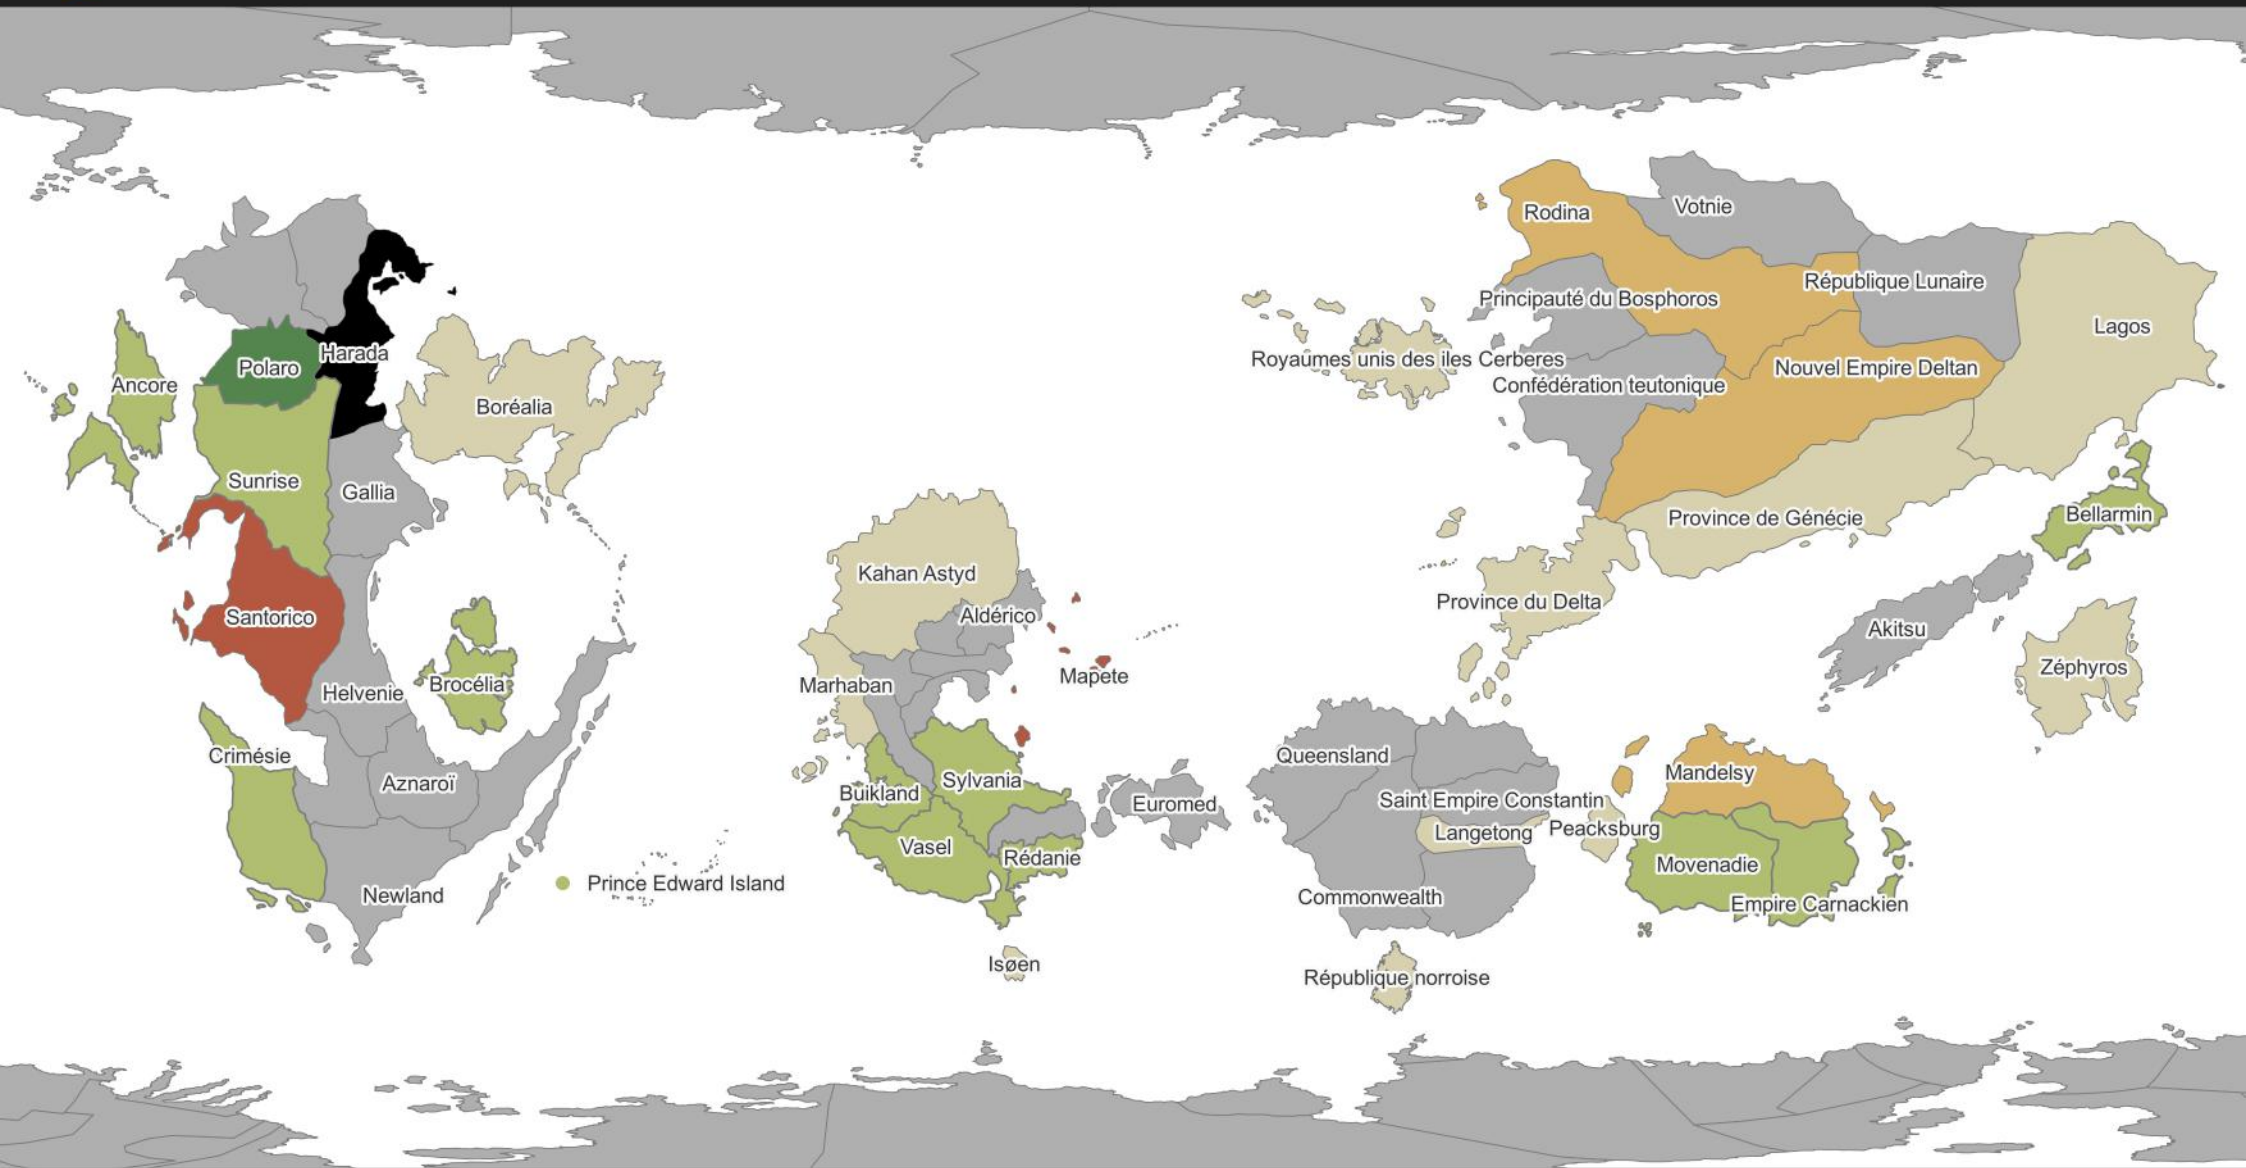 Votnie
Rodina
République Lunaire
Principauté du Bosphoros
Lagos
Harada
Polaro
Royaumes unis des iles Cerberes
Nouvel Empire Deltan
Ancore
Confédération teutonique
Boréalia
Sunrise
Gallia
Bellarmin
Province de Génécie
Kahan Astyd
Province du Delta
Aldérico
Santorico
Akitsu
Zéphyros
Mapete
Brocélia
Marhaban
Helvenie
Crimésie
Queensland
Mandelsy
Sylvania
Aznaroï
Buikland
Saint Empire Constantin
Euromed
Peacksburg
Langetong
Vasel
Rédanie
Movenadie
Prince Edward Island
Newland
Commonwealth
Empire Carnackien
Isøen
République norroise